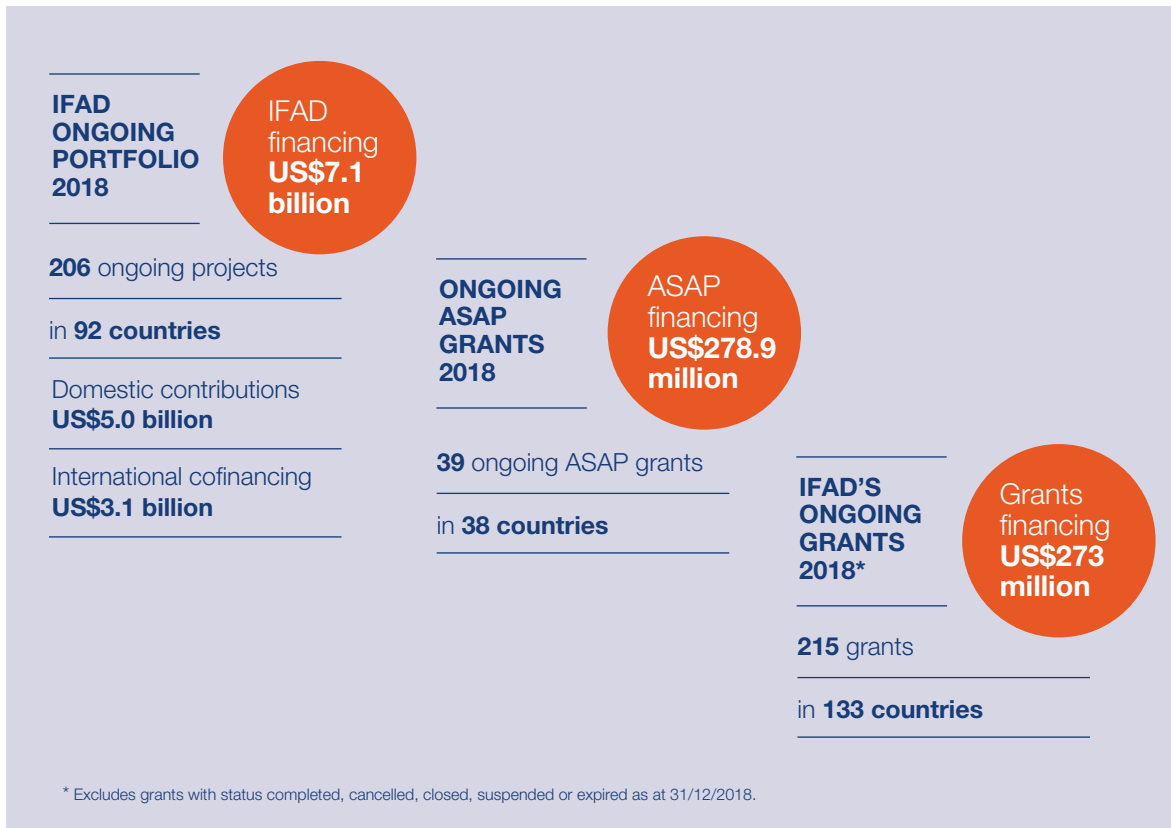 IFAD
ONGOING
PORTFOLIO
2018
IFAD
financing
US$7.1
billion
206 ongoing projects
in 92 countries
Domestic contributions
US$5.0 billion
International cofinancing
US$3.1 billion
ONGOING
ASAP
GRANTS
2018
ASAP
financing
US$278.9
million
39 ongoing ASAP grants
in 38 countries
IFAD’S
ONGOING
GRANTS
2018*
Grants
financing
US$273
million
215 grants
in 133 countries
* Excludes grants with status completed, cancelled, closed, suspended or expired as at 31/12/2018.